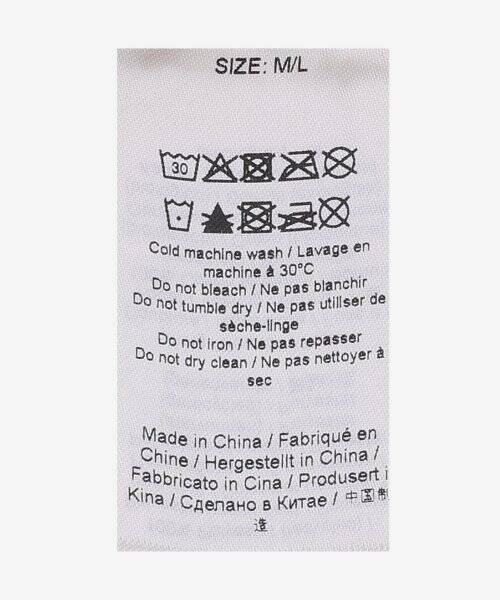 SIZE: M/L
30
Cold machine wash / Lavage en
machine à 30°C
Do not bleach / Ne pas blanchir
Do not tumble dry / Ne pas utiliser de
sèche-linge
Do not iron / Ne pas repasser
Do not dry clean / Ne pas nettoyer à
sec
Made in China / Fabriqué en
Chine / Hergestellt in China /
Fabbricato in Cina / Produsert i
Kina / Сделано в Китае / 中国制
造